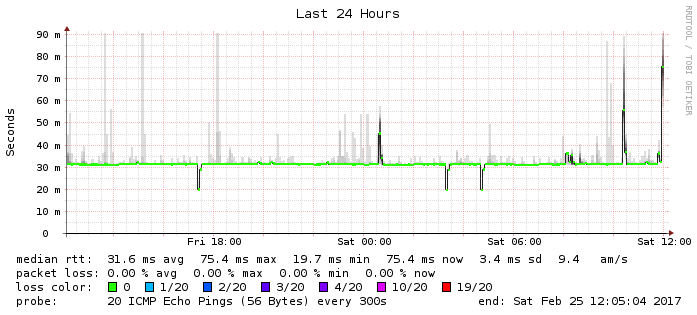 Last 24 Hours
RRDTOOL / TOBI OETIKER
Seconds
90 m
80 m
70 m
60 m
50 m
40 m
30 m
20 m
10 m
0
Fri 18:00 Sat 00:00 Sat 06:00 Sat 12:00
median rtt: 31.6 ms avg 75.4 ms max 19.7 ms min 75.4 ms now 3.4 ms sd 9.4 am/s
packet loss: 0.00 % avg 0.00 % max 0.00 % min 0.00 % now
loss color: 0 1/20 2/20 3/20 4/20 10/20 19/20
probe: 20 ICMP Echo Pings (56 Bytes) every 300s end: Sat Feb 25 12:05:04 2017